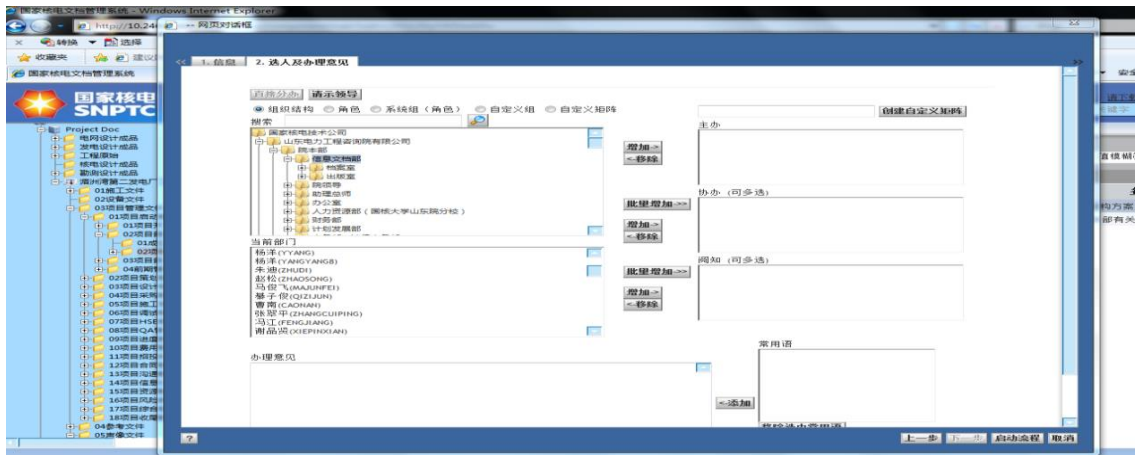 国家核电文档管理系统 - Windows Internet Explorer
http://10.24
-- 网页对话框
转换
选择
收藏夹
国家核电文档管理系统
国家核电
SNPTC
Project Doc
电网设计成品
发电设计成品
工程原始
核电设计成品
勘测设计成品
湄洲湾第二发电厂
01施工文件
02设备文件
03项目管理文件
01项目启动
01项目
02项目
03项目
02项目策划
03项目设计
04项目采购
05项目施工
06项目调试
07项目HSE
08项目QA
09项目进度
10项目费用
11项目招投
12项目合同
13项目沟通
14项目信息
15项目资源
16项目风险
17项目综合
18项目收尾
04参考文件
05声像文件
<< 1. 信息 2. 选人及办理意见 >>
直接分办 请示领导
组织结构 角色 系统组（角色） 自定义组 自定义矩阵
创建自定义矩阵
搜索
国家核电技术公司
山东电力工程咨询院有限公司
院本部
信息文档部
档案室
出版室
院领导
助理总师
办公室
人力资源部（国核大学山东院分校）
财务部
计划发展部
当前部门
杨洋(YYANG)
杨洋(YANGYANG8)
朱迪(ZHUDI)
赵松(ZHAOSONG)
马俊飞(MAJUNFEI)
綦子俊(QIZIJUN)
曹南(CAONAN)
张翠平(ZHANGCUIPING)
冯江(FENGJIANG)
谢品贤(XIEPINXIAN)
主办
增加->
<-移除
协办（可多选）
批量增加->>
增加->
<-移除
阅知（可多选）
批量增加->>
增加->
<-移除
办理意见
常用语
<-添加
上一步 下一步 启动流程 取消